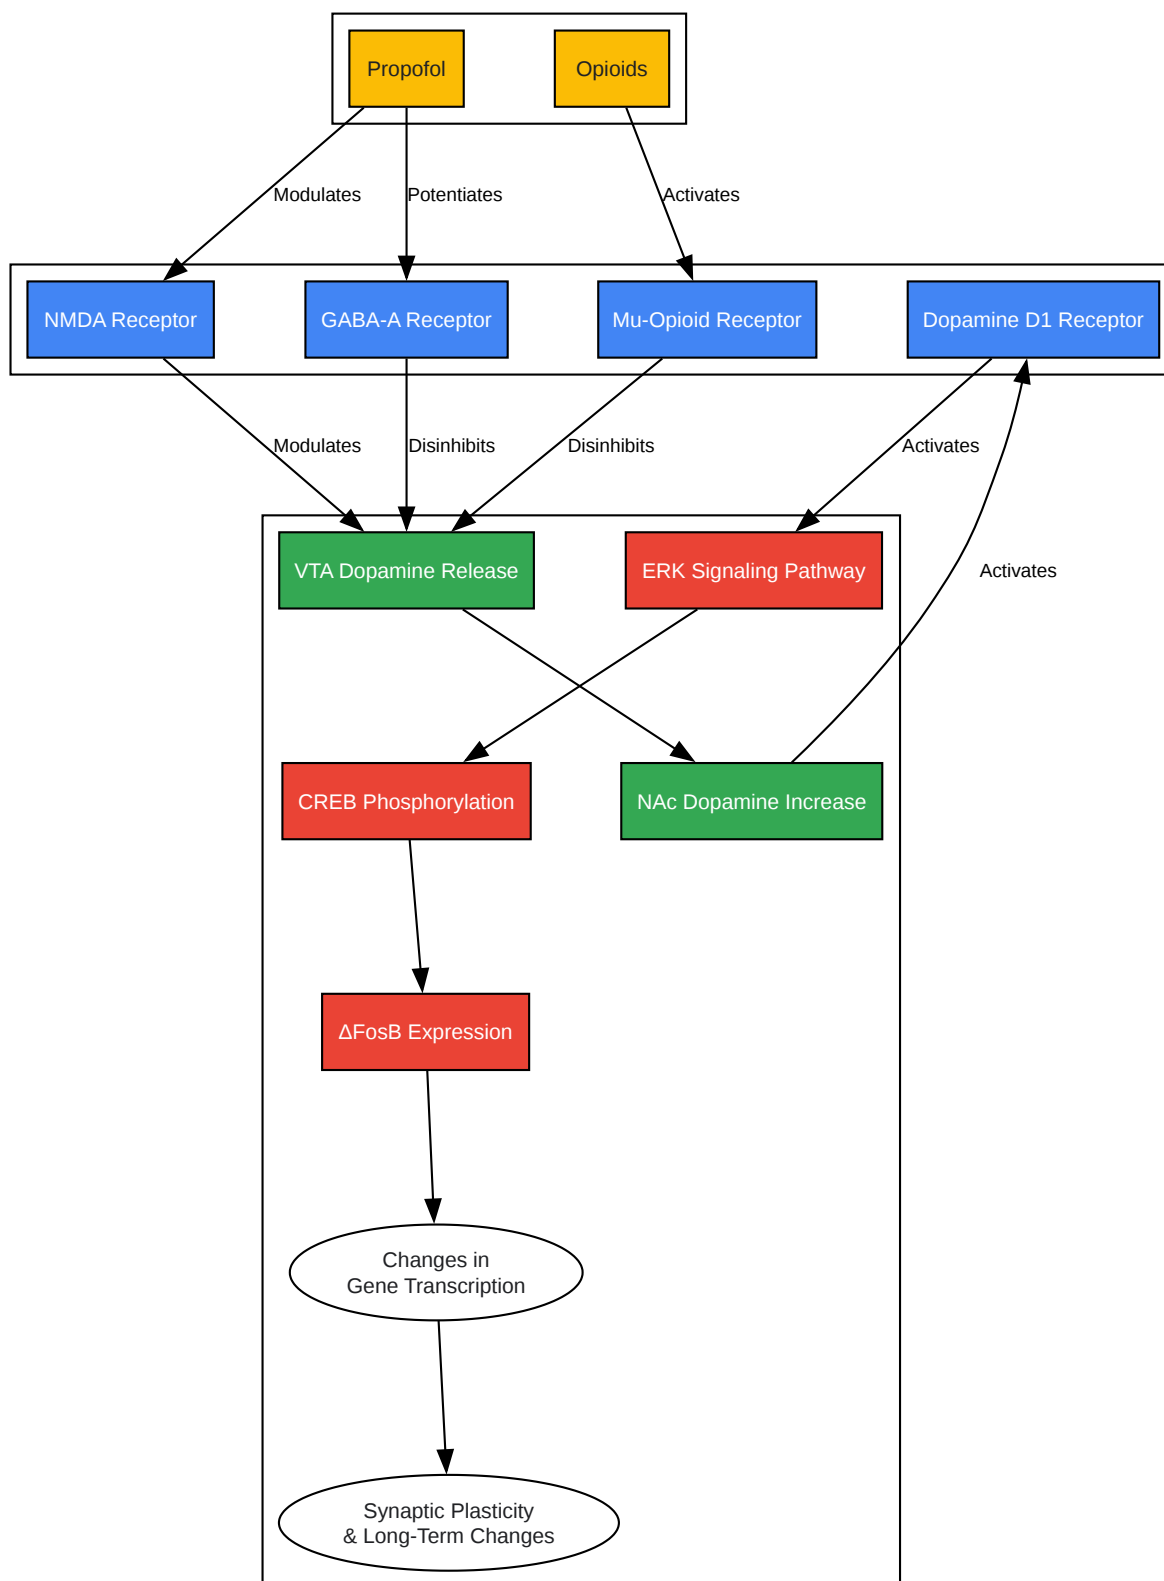 Propofol
Opioids
Modulates
Potentiates
Activates
NMDA Receptor
GABA-A Receptor
Mu-Opioid Receptor
Dopamine D1 Receptor
Modulates
Disinhibits
Disinhibits
Activates
VTA Dopamine Release
ERK Signaling Pathway
Activates
CREB Phosphorylation
NAc Dopamine Increase
ΔFosB Expression
Changes in
Gene Transcription
Synaptic Plasticity
& Long-Term Changes